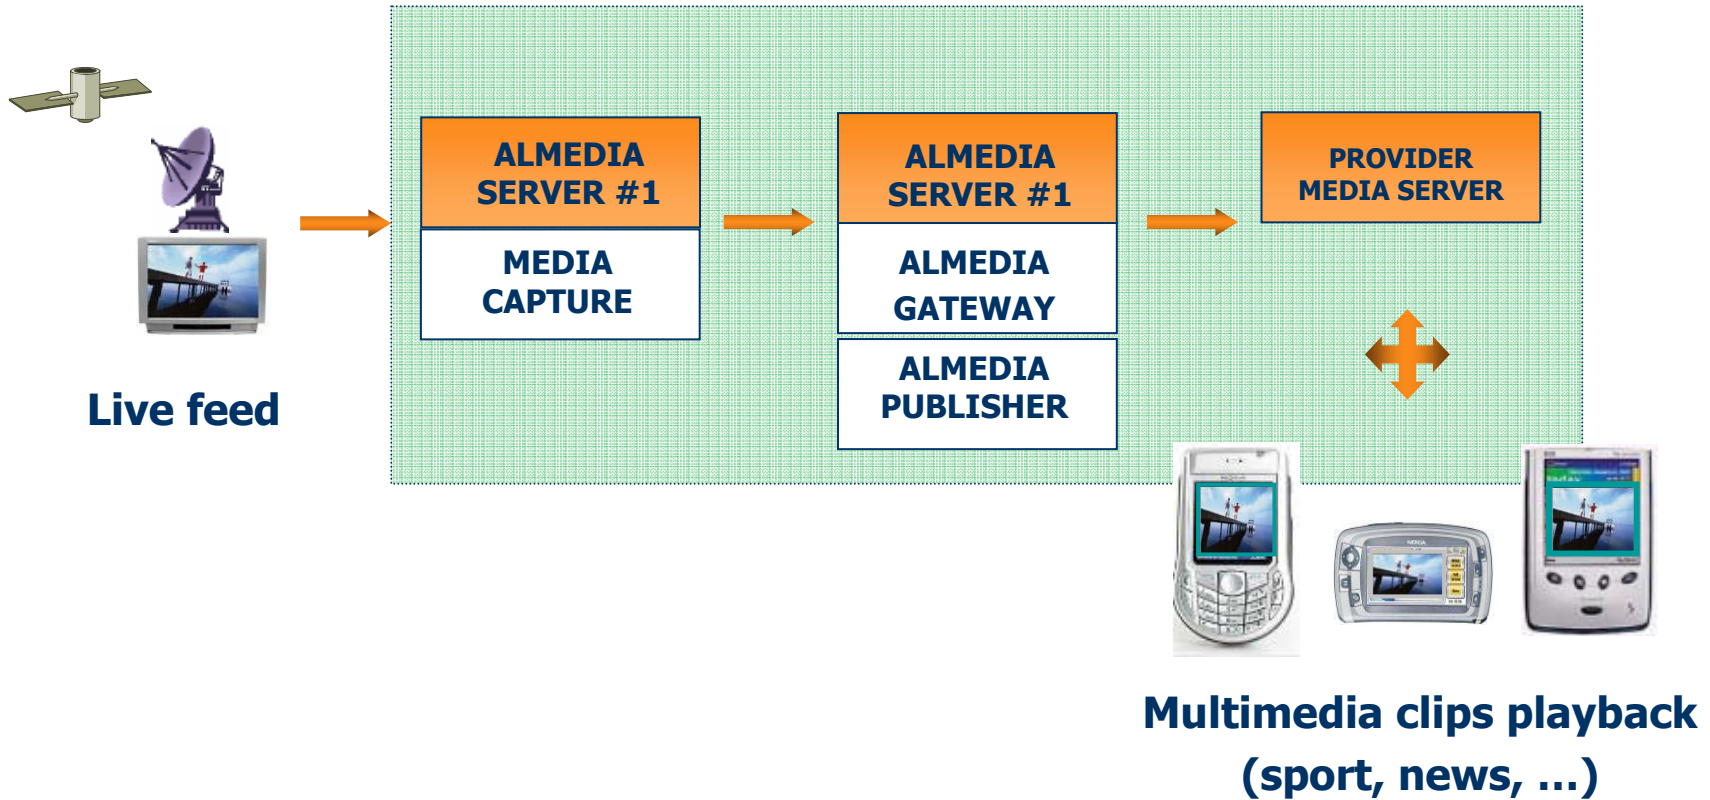 ALMEDIA
SERVER #1
MEDIA
CAPTURE
ALMEDIA
SERVER #1
ALMEDIA
GATEWAY
ALMEDIA
PUBLISHER
PROVIDER
MEDIA SERVER
Live feed
NOKIA
Multimedia clips playback
(sport, news, ...)